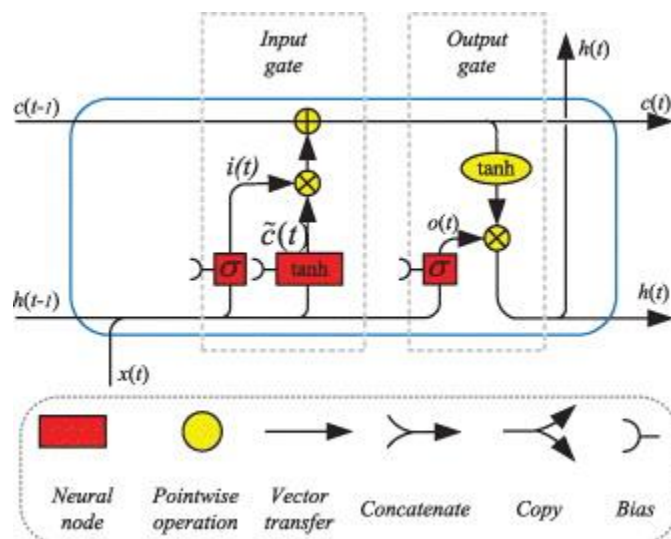 Input
gate
Output
gate
h(t)
c(t-1)
c(t)
i(t)
tanh
c̃(t)
o(t)
σ
tanh
σ
h(t-1)
h(t)
x(t)
Neural
node
Pointwise
operation
Vector
transfer
Concatenate
Copy
Bias